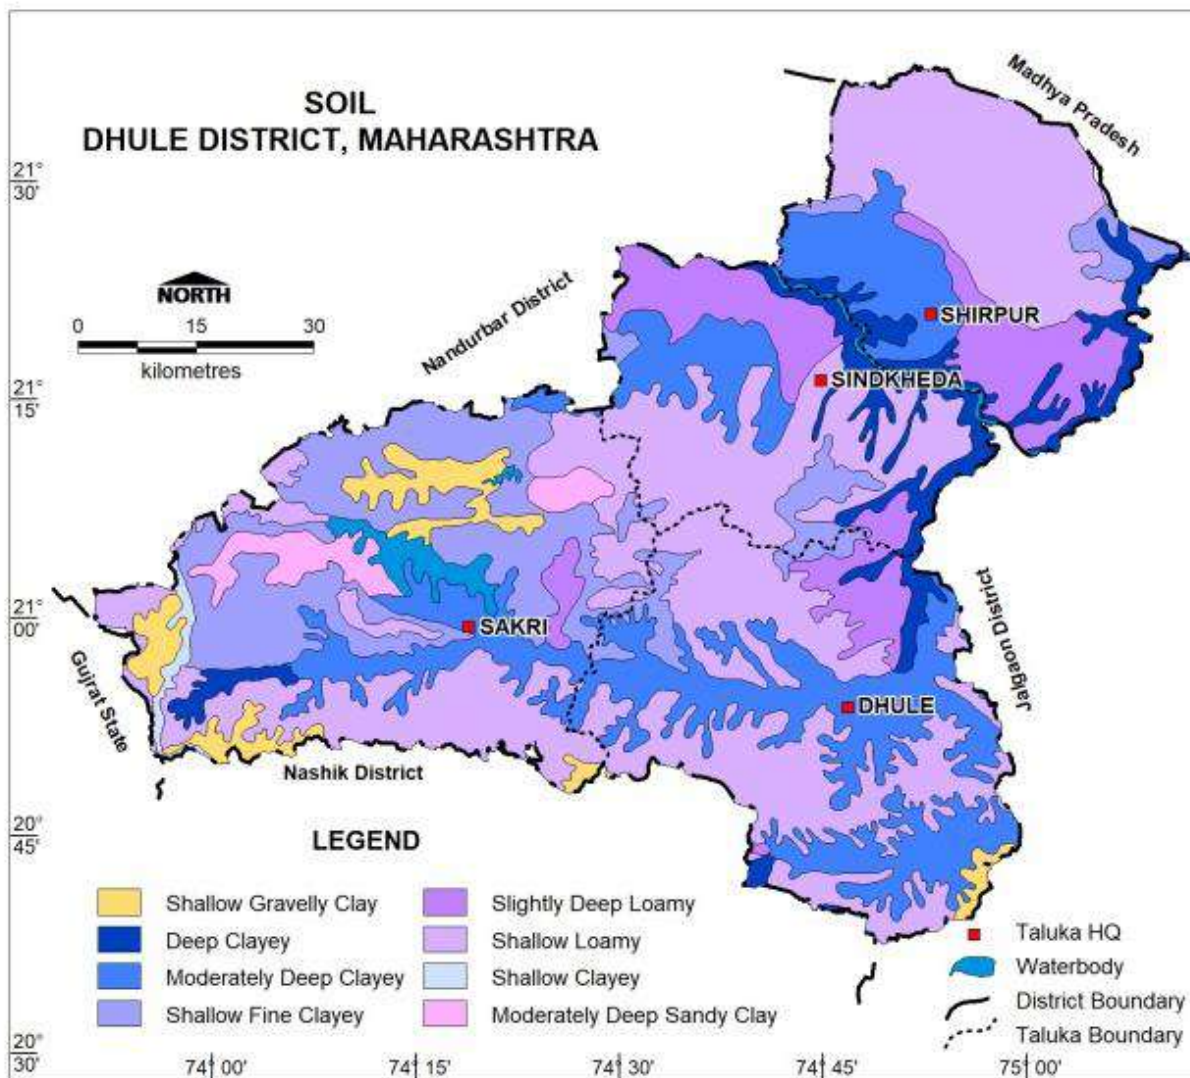 SOIL
DHULE DISTRICT, MAHARASHTRA
Madhya Pradesh
21°
30'
NORTH
0 15 30
kilometres
Nandurbar District
SHIRPUR
SINDKHEDA
21°
15'
21°
00'
SAKRI
Jalgaon District
Gujrat State
DHULE
Nashik District
20°
45'
LEGEND
Shallow Gravelly Clay
Deep Clayey
Moderately Deep Clayey
Shallow Fine Clayey
Slightly Deep Loamy
Shallow Loamy
Shallow Clayey
Moderately Deep Sandy Clay
Taluka HQ
Waterbody
District Boundary
Taluka Boundary
20°
30'
74° 00' 74° 15' 74° 30' 74° 45' 75° 00'